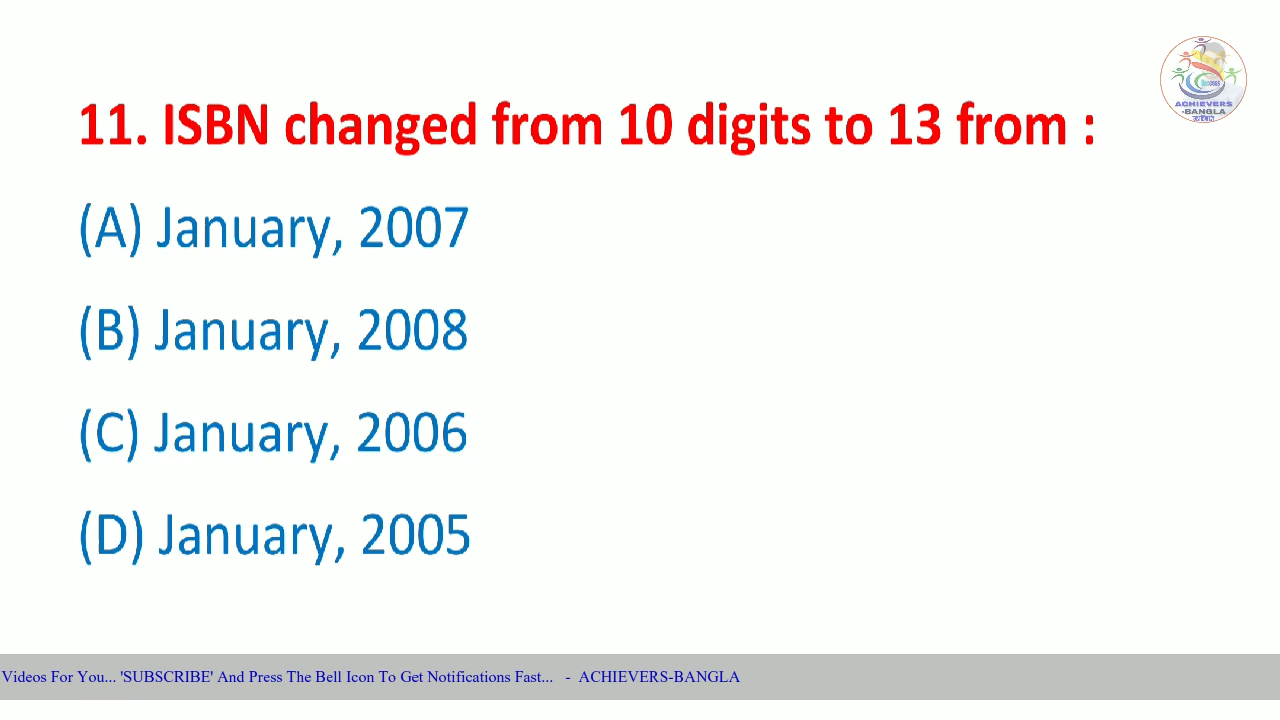 11. ISBN changed from 10 digits to 13 from :
(A) January, 2007
(B) January, 2008
(C) January, 2006
(D) January, 2005
ACHIEVERS
-BANGLA
Videos For You... 'SUBSCRIBE' And Press The Bell Icon To Get Notifications Fast... - ACHIEVERS-BANGLA